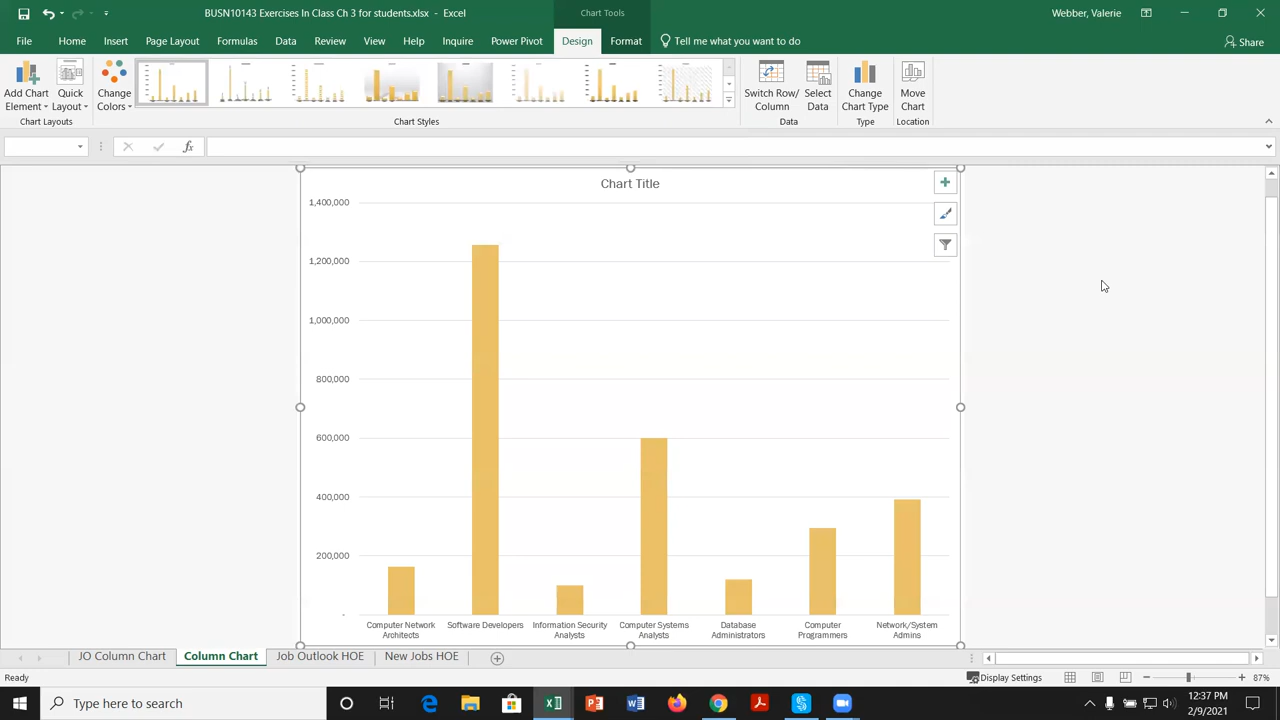 BUSN10143 Exercises In Class Ch 3 for students.xlsx - Excel
Chart Tools
Webber, Valerie
File Home Insert Page Layout Formulas Data Review View Help Inquire Power Pivot Design Format Tell me what you want to do Share
Add Chart Element
Quick Layout
Change Colors
Switch Row/ Column
Select Data
Change Chart Type
Move Chart
Chart Layouts
Chart Styles
Data
Type
Location
fx
Chart Title
1,400,000
1,200,000
1,000,000
800,000
600,000
400,000
200,000
-
Computer Network Architects
Software Developers
Information Security Analysts
Computer Systems Analysts
Database Administrators
Computer Programmers
Network/System Admins
JO Column Chart Column Chart Job Outlook HOE New Jobs HOE
Ready
Display Settings
87%
Type here to search
12:37 PM
2/9/2021